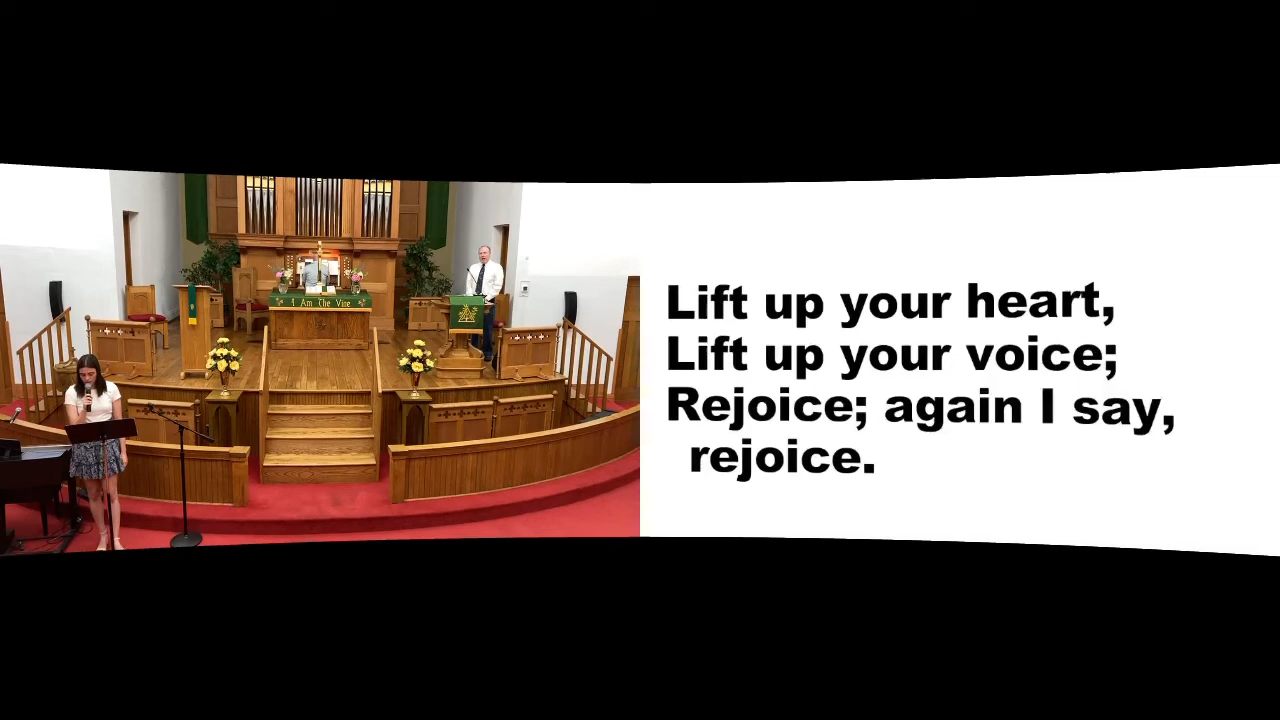 I Am The Vine
Lift up your heart,
Lift up your voice;
Rejoice; again I say,
rejoice.